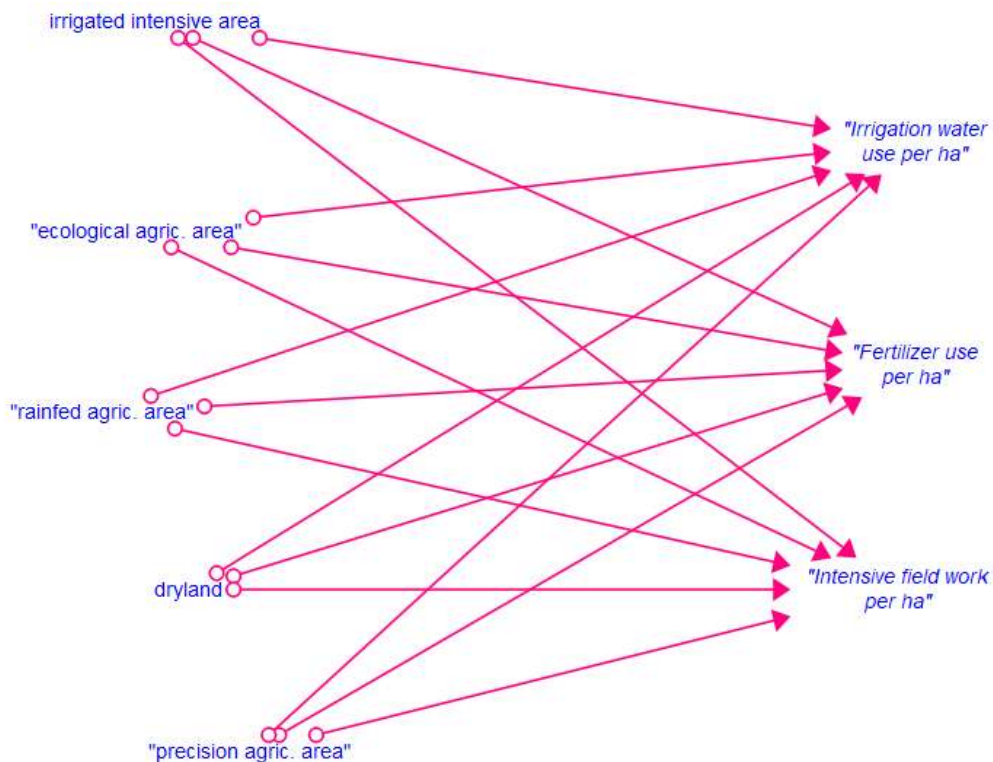 irrigated intensive area
"Irrigation water
use per ha"
"ecological agric. area"
"Fertilizer use
per ha"
"rainfed agric. area"
"Intensive field work
per ha"
dryland
"precision agric. area"